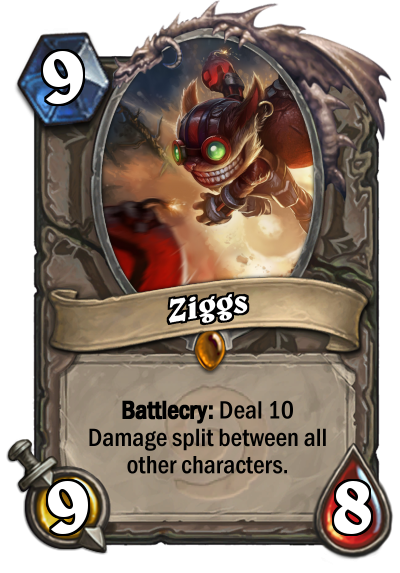 9
Ziggs
Battlecry: Deal 10
Damage split between all
other characters.
9
8